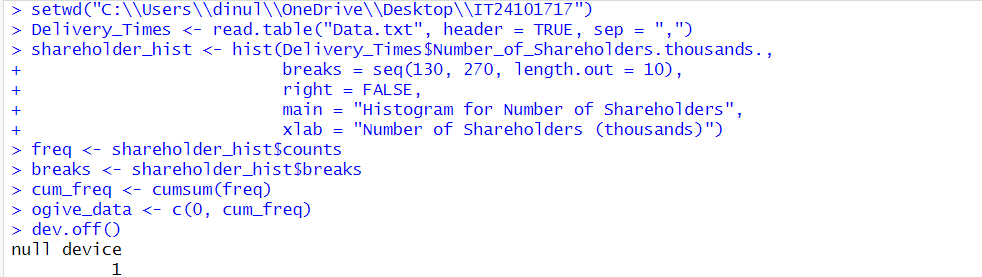 > setwd("C:\\Users\\dinul\\OneDrive\\Desktop\\IT24101717")
> Delivery_Times <- read.table("Data.txt", header = TRUE, sep = ",")
> shareholder_hist <- hist(Delivery_Times$Number_of_Shareholders.thousands.,
+                          breaks = seq(130, 270, length.out = 10),
+                          right = FALSE,
+                          main = "Histogram for Number of Shareholders",
+                          xlab = "Number of Shareholders (thousands)")
> freq <- shareholder_hist$counts
> breaks <- shareholder_hist$breaks
> cum_freq <- cumsum(freq)
> ogive_data <- c(0, cum_freq)
> dev.off()
null device
          1